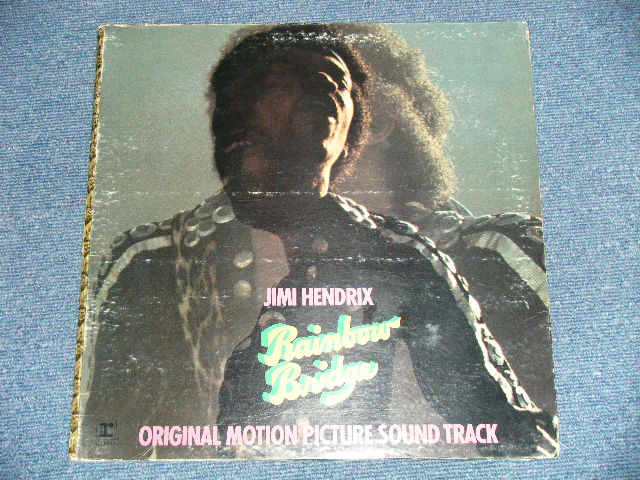 JIMI HENDRIX
Rainbow
Bridge
ORIGINAL MOTION PICTURE SOUND TRACK